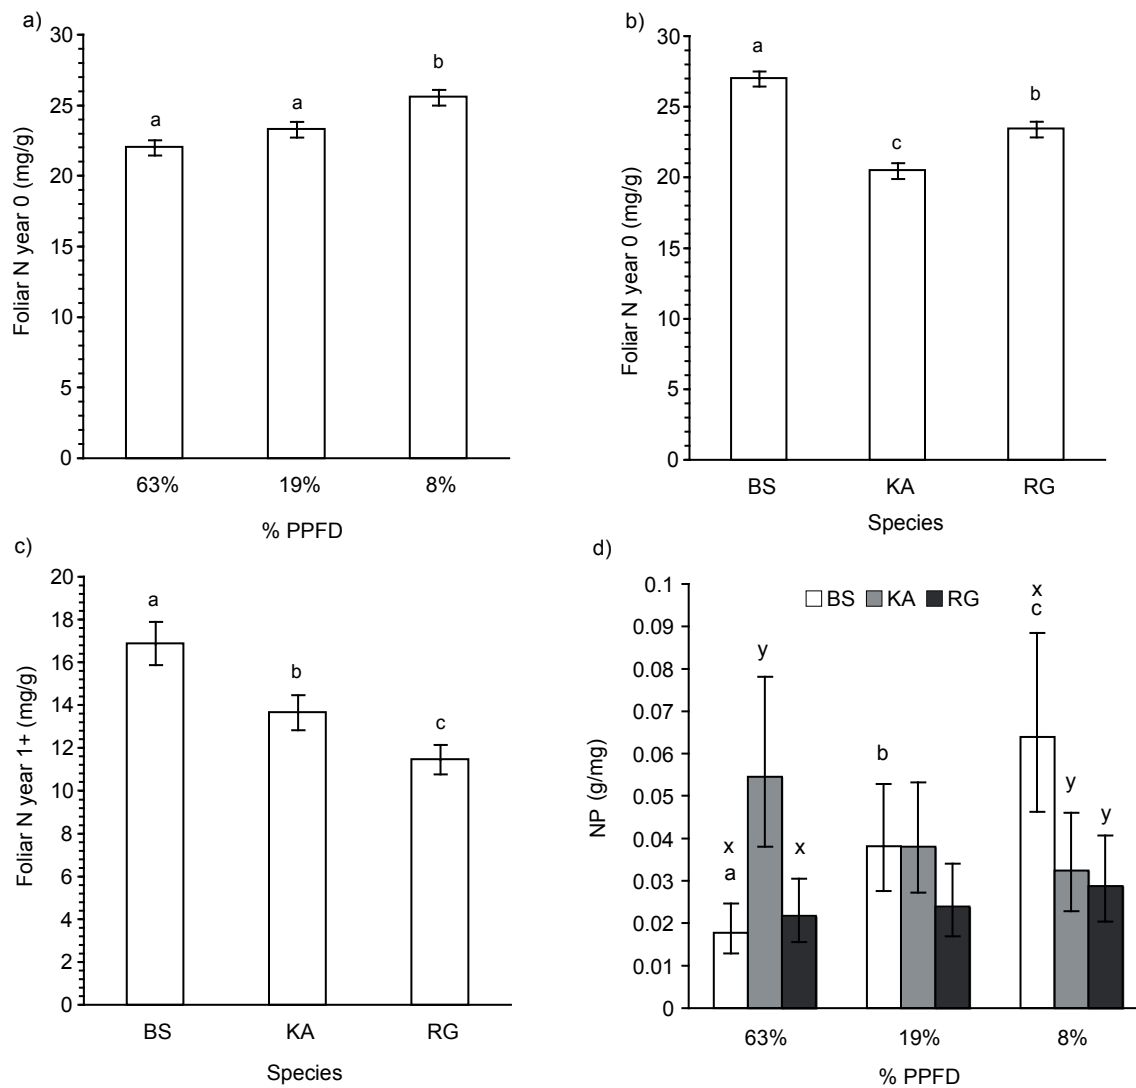 a)
30
25
20
15
10
5
0
Foliar N year 0 (mg/g)
a
a
b
63% 19% 8%
% PPFD
b)
30
25
20
15
10
5
0
Foliar N year 0 (mg/g)
a
c
b
BS KA RG
Species
c)
20
18
16
14
12
10
8
6
4
2
0
Foliar N year 1+ (mg/g)
a
b
c
BS KA RG
Species
d)
0.1
0.09
0.08
0.07
0.06
0.05
0.04
0.03
0.02
0.01
0
NP (g/mg)
BS KA RG
x
a
y
x
b
x
c
y
y
63% 19% 8%
% PPFD